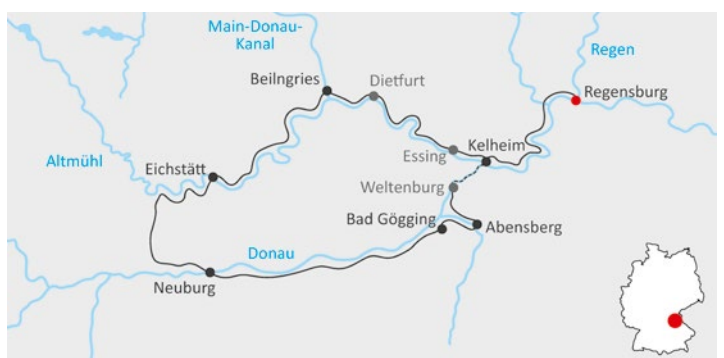 Main-Donau-
Kanal
Regen
Beilngries
Dietfurt
Regensburg
Altmühl
Eichstätt
Essing
Kelheim
Weltenburg
Bad Gögging
Abensberg
Donau
Neuburg